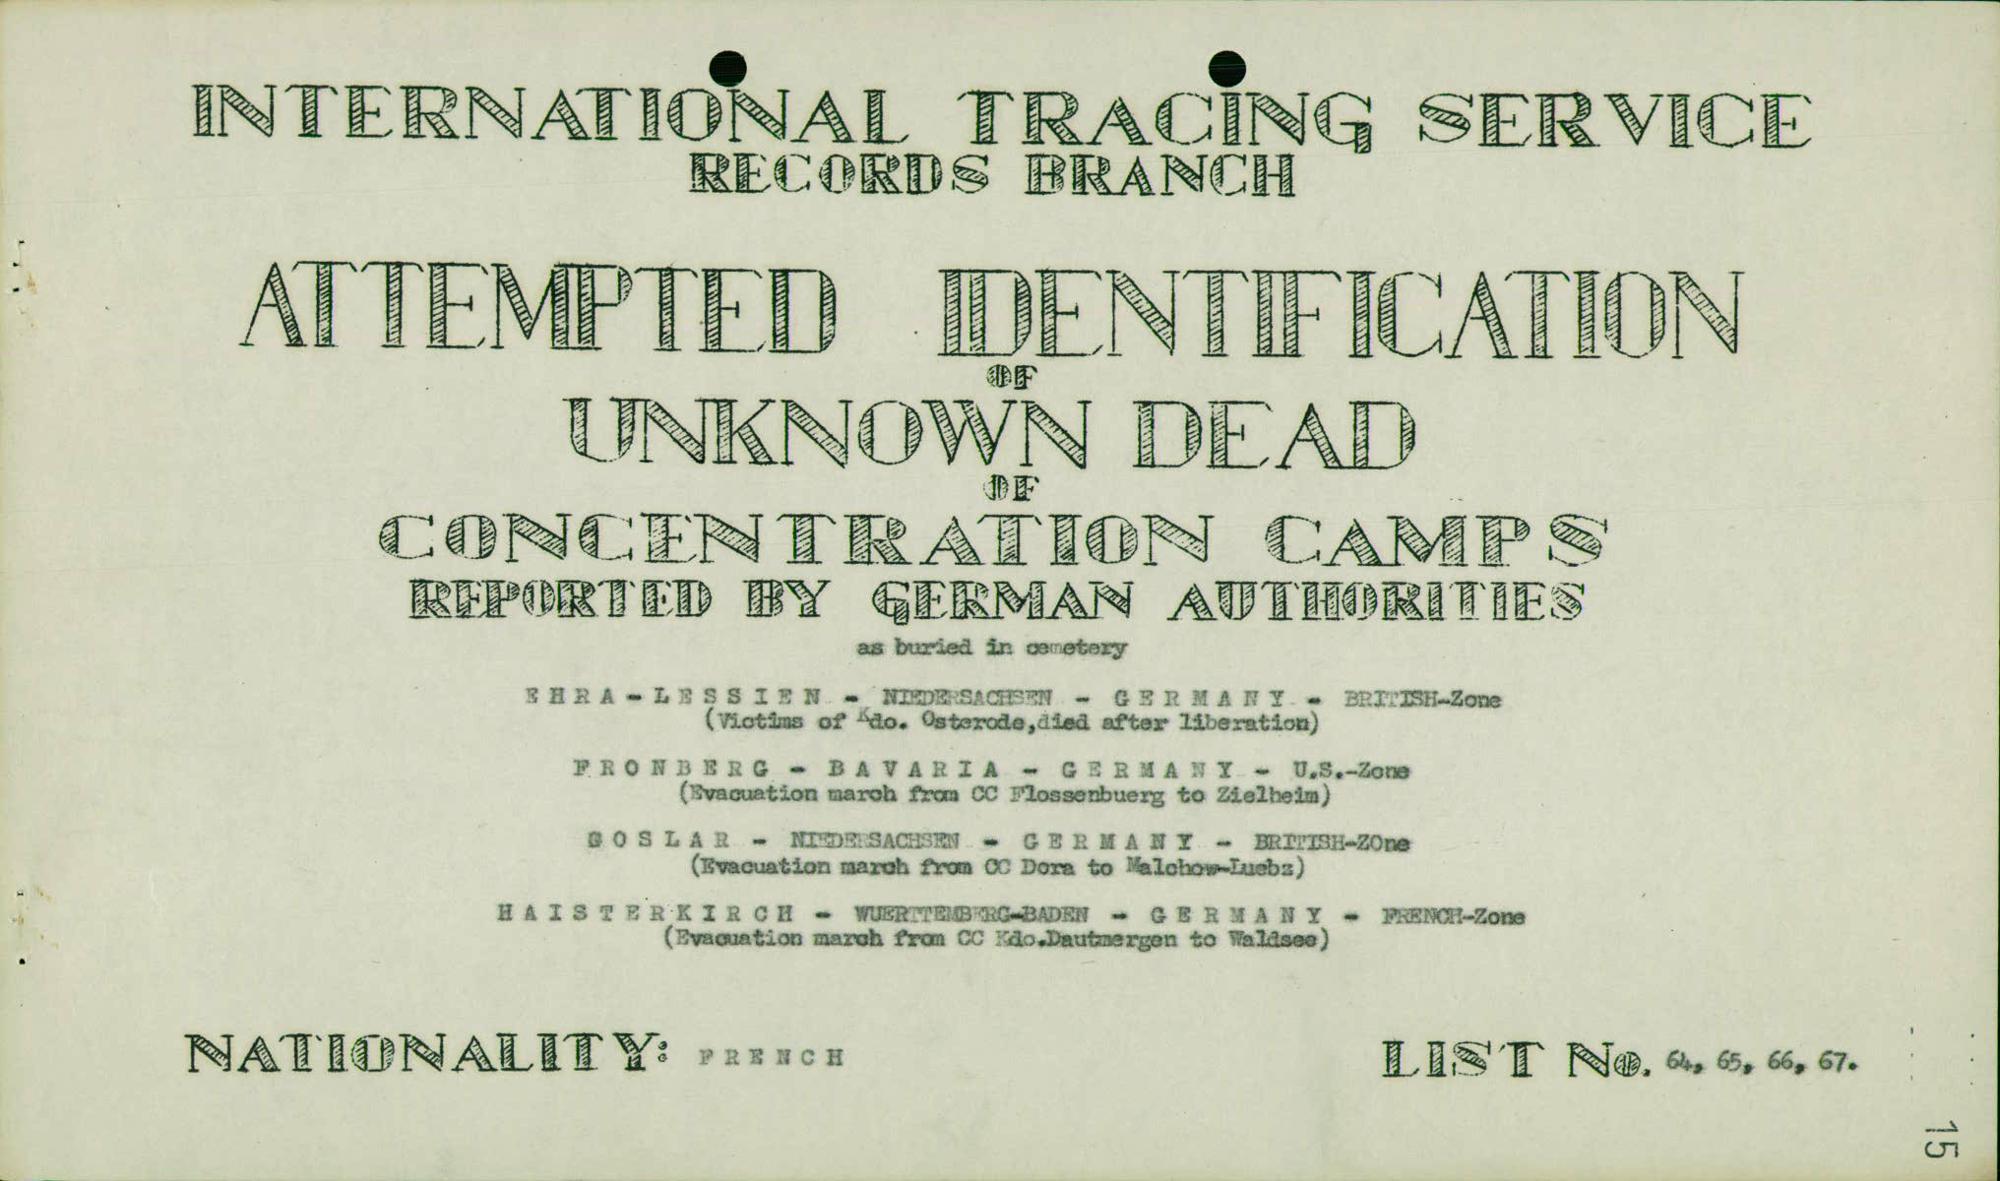 INTERNATIONAL TRACING SERVICE
RECORDS BRANCH
ATTEMPTED IDENTIFICATION
OF
UNKNOWN DEAD
OF
CONCENTRATION CAMPS
REPORTED BY GERMAN AUTHORITIES
as buried in cemetery
EHRA-LESSIEN - NIEDERSACHSEN - GERMANY - BRITISH-Zone
(Victims of Kdo. Osterode,died after liberation)
FRONBERG - BAVARIA - GERMANY - U.S.-Zone
(Evacuation march from CC Flossenbuerg to Zielheim)
GOSLAR - NIEDERSACHSEN - GERMANY - BRITISH-ZOne
(Evacuation march from CC Dora to Malchow-Luebz)
HAISTERKIRCH - WUERTTEMBERG-BADEN - GERMANY - FRENCH-Zone
(Evacuation march from CC Kdo.Dautmergen to Waldsee)
NATIONALITY: FRENCH
LIST No. 64, 65, 66, 67.
15